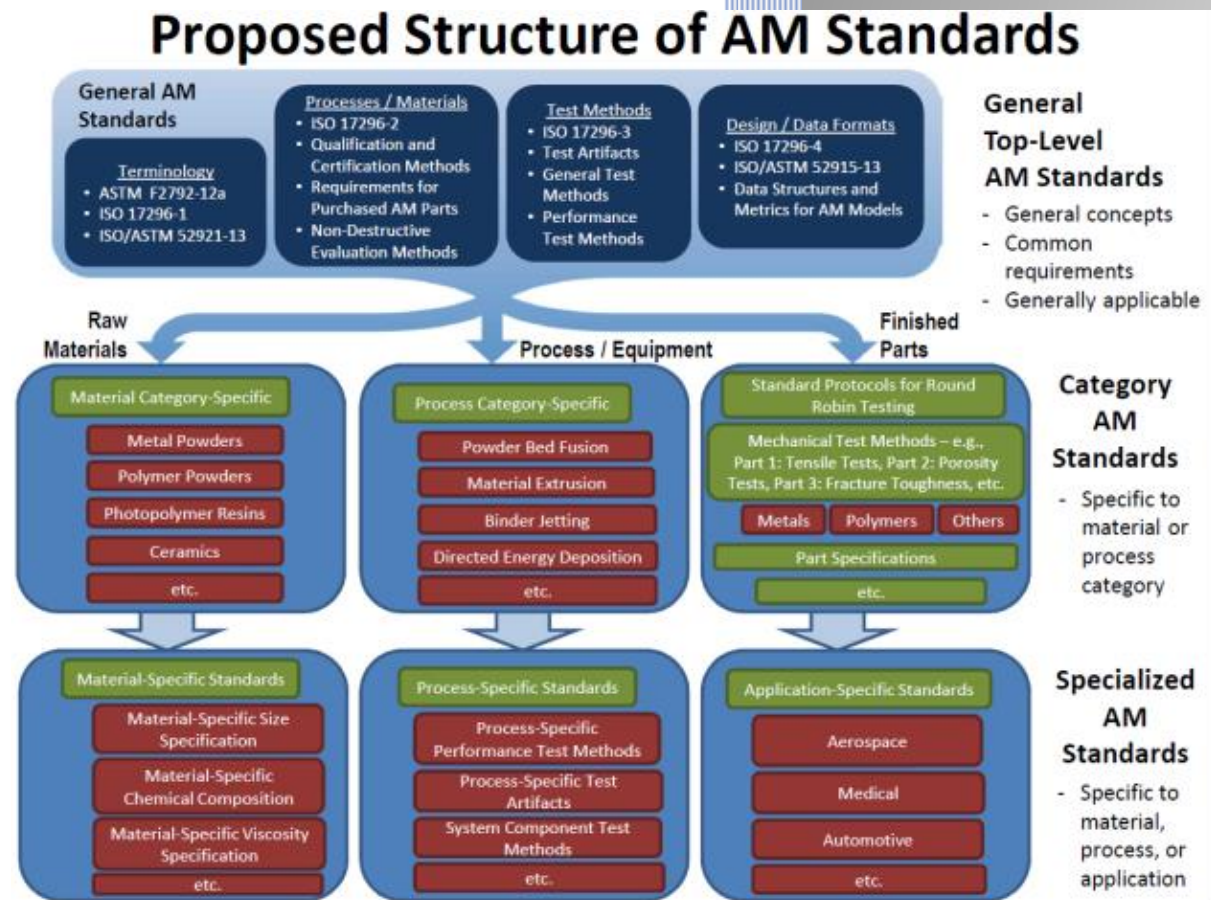 Proposed Structure of AM Standards
General AM
Standards
Terminology
• ASTM F2792-12a
• ISO 17296-1
• ISO/ASTM 52921-13
Processes / Materials
• ISO 17296-2
• Qualification and
Certification Methods
• Requirements for
Purchased AM Parts
• Non-Destructive
Evaluation Methods
Test Methods
• ISO 17296-3
• Test Artifacts
• General Test
Methods
• Performance
Test Methods
Design / Data Formats
• ISO 17296-4
• ISO/ASTM 52915-13
• Data Structures and
Metrics for AM Models
General
Top-Level
AM Standards
- General concepts
- Common
requirements
- Generally applicable
Raw
Materials
Process / Equipment
Finished
Parts
Material Category-Specific
Metal Powders
Polymer Powders
Photopolymer Resins
Ceramics
etc.
Process Category-Specific
Powder Bed Fusion
Material Extrusion
Binder Jetting
Directed Energy Deposition
etc.
Standard Protocols for Round
Robin Testing
Mechanical Test Methods – e.g.,
Part 1: Tensile Tests, Part 2: Porosity
Tests, Part 3: Fracture Toughness, etc.
Metals Polymers Others
Part Specifications
etc.
Category
AM
Standards
- Specific to
material or
process
category
Material-Specific Standards
Material-Specific Size
Specification
Material-Specific
Chemical Composition
Material-Specific Viscosity
Specification
etc.
Process-Specific Standards
Process-Specific
Performance Test Methods
Process-Specific Test
Artifacts
System Component Test
Methods
etc.
Application-Specific Standards
Aerospace
Medical
Automotive
etc.
Specialized
AM
Standards
- Specific to
material,
process, or
application